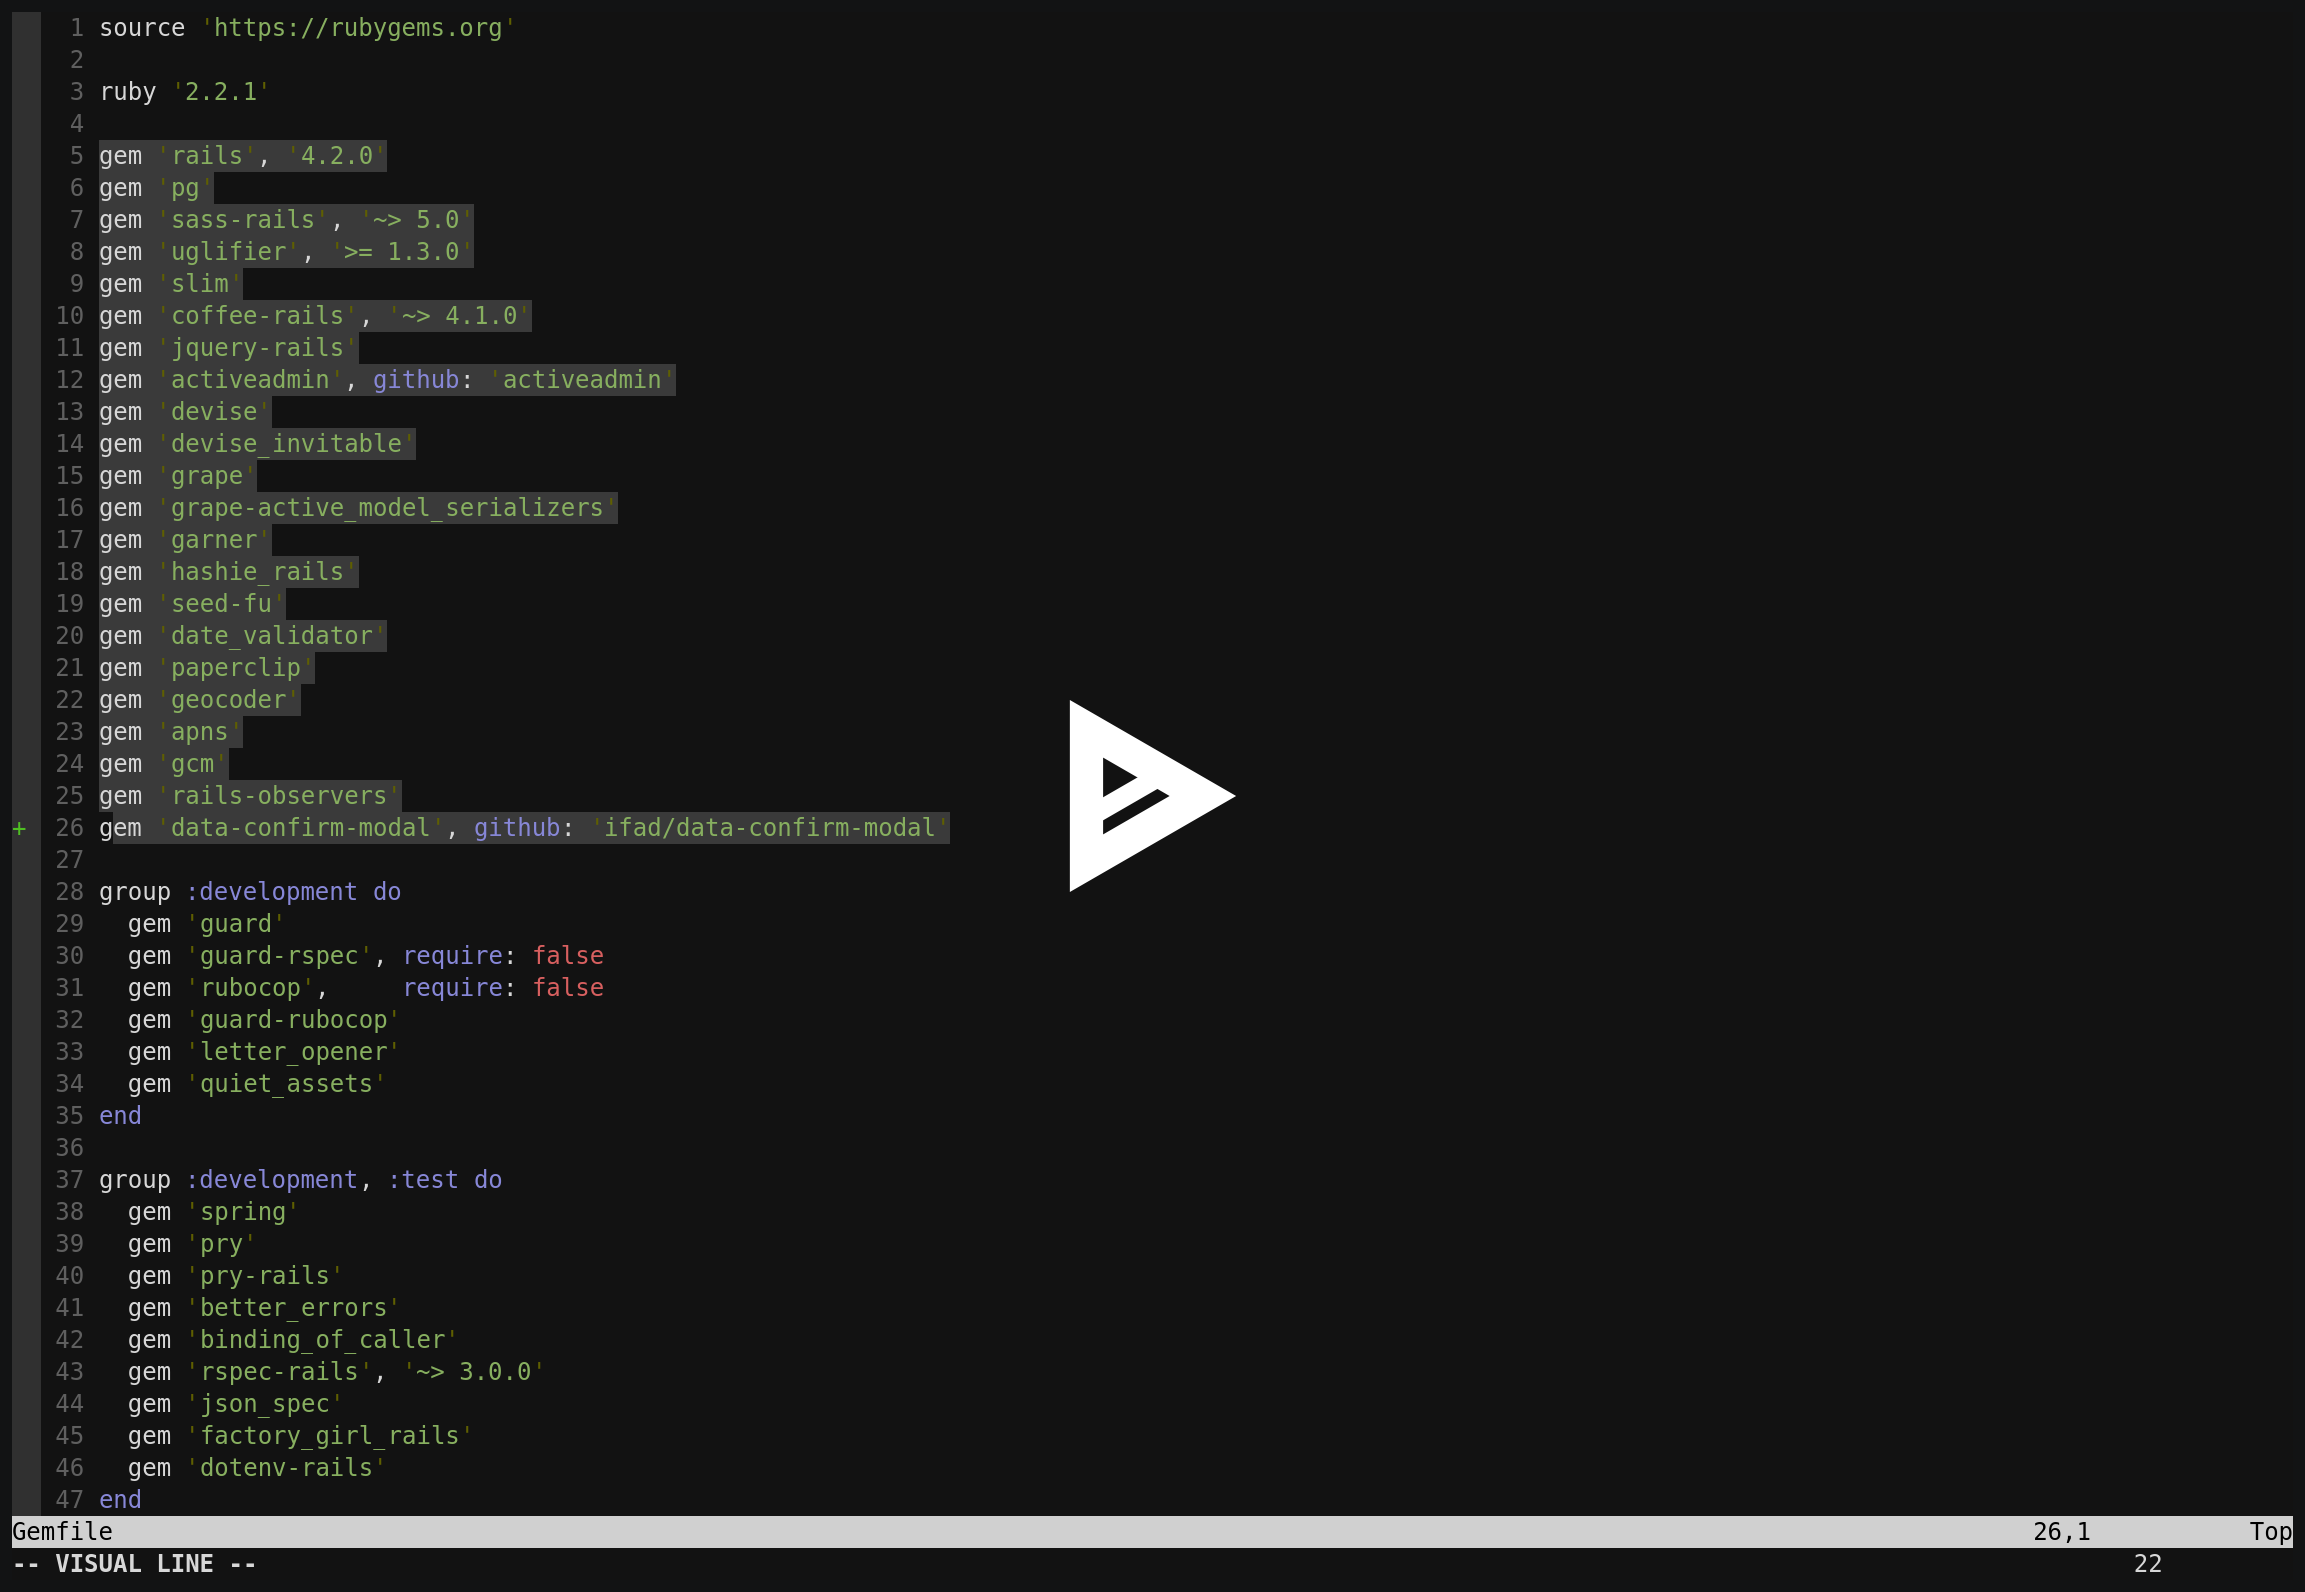 1 source 'https://rubygems.org'
2
3 ruby '2.2.1'
4
5 gem 'rails', '4.2.0'
6 gem 'pg'
7 gem 'sass-rails', '~> 5.0'
8 gem 'uglifier', '>= 1.3.0'
9 gem 'slim'
10 gem 'coffee-rails', '~> 4.1.0'
11 gem 'jquery-rails'
12 gem 'activeadmin', github: 'activeadmin'
13 gem 'devise'
14 gem 'devise_invitable'
15 gem 'grape'
16 gem 'grape-active_model_serializers'
17 gem 'garner'
18 gem 'hashie_rails'
19 gem 'seed-fu'
20 gem 'date_validator'
21 gem 'paperclip'
22 gem 'geocoder'
23 gem 'apns'
24 gem 'gcm'
25 gem 'rails-observers'
+ 26 gem 'data-confirm-modal', github: 'ifad/data-confirm-modal'
27
28 group :development do
29   gem 'guard'
30   gem 'guard-rspec', require: false
31   gem 'rubocop',     require: false
32   gem 'guard-rubocop'
33   gem 'letter_opener'
34   gem 'quiet_assets'
35 end
36
37 group :development, :test do
38   gem 'spring'
39   gem 'pry'
40   gem 'pry-rails'
41   gem 'better_errors'
42   gem 'binding_of_caller'
43   gem 'rspec-rails', '~> 3.0.0'
44   gem 'json_spec'
45   gem 'factory_girl_rails'
46   gem 'dotenv-rails'
47 end
Gemfile 26,1 Top
-- VISUAL LINE -- 22